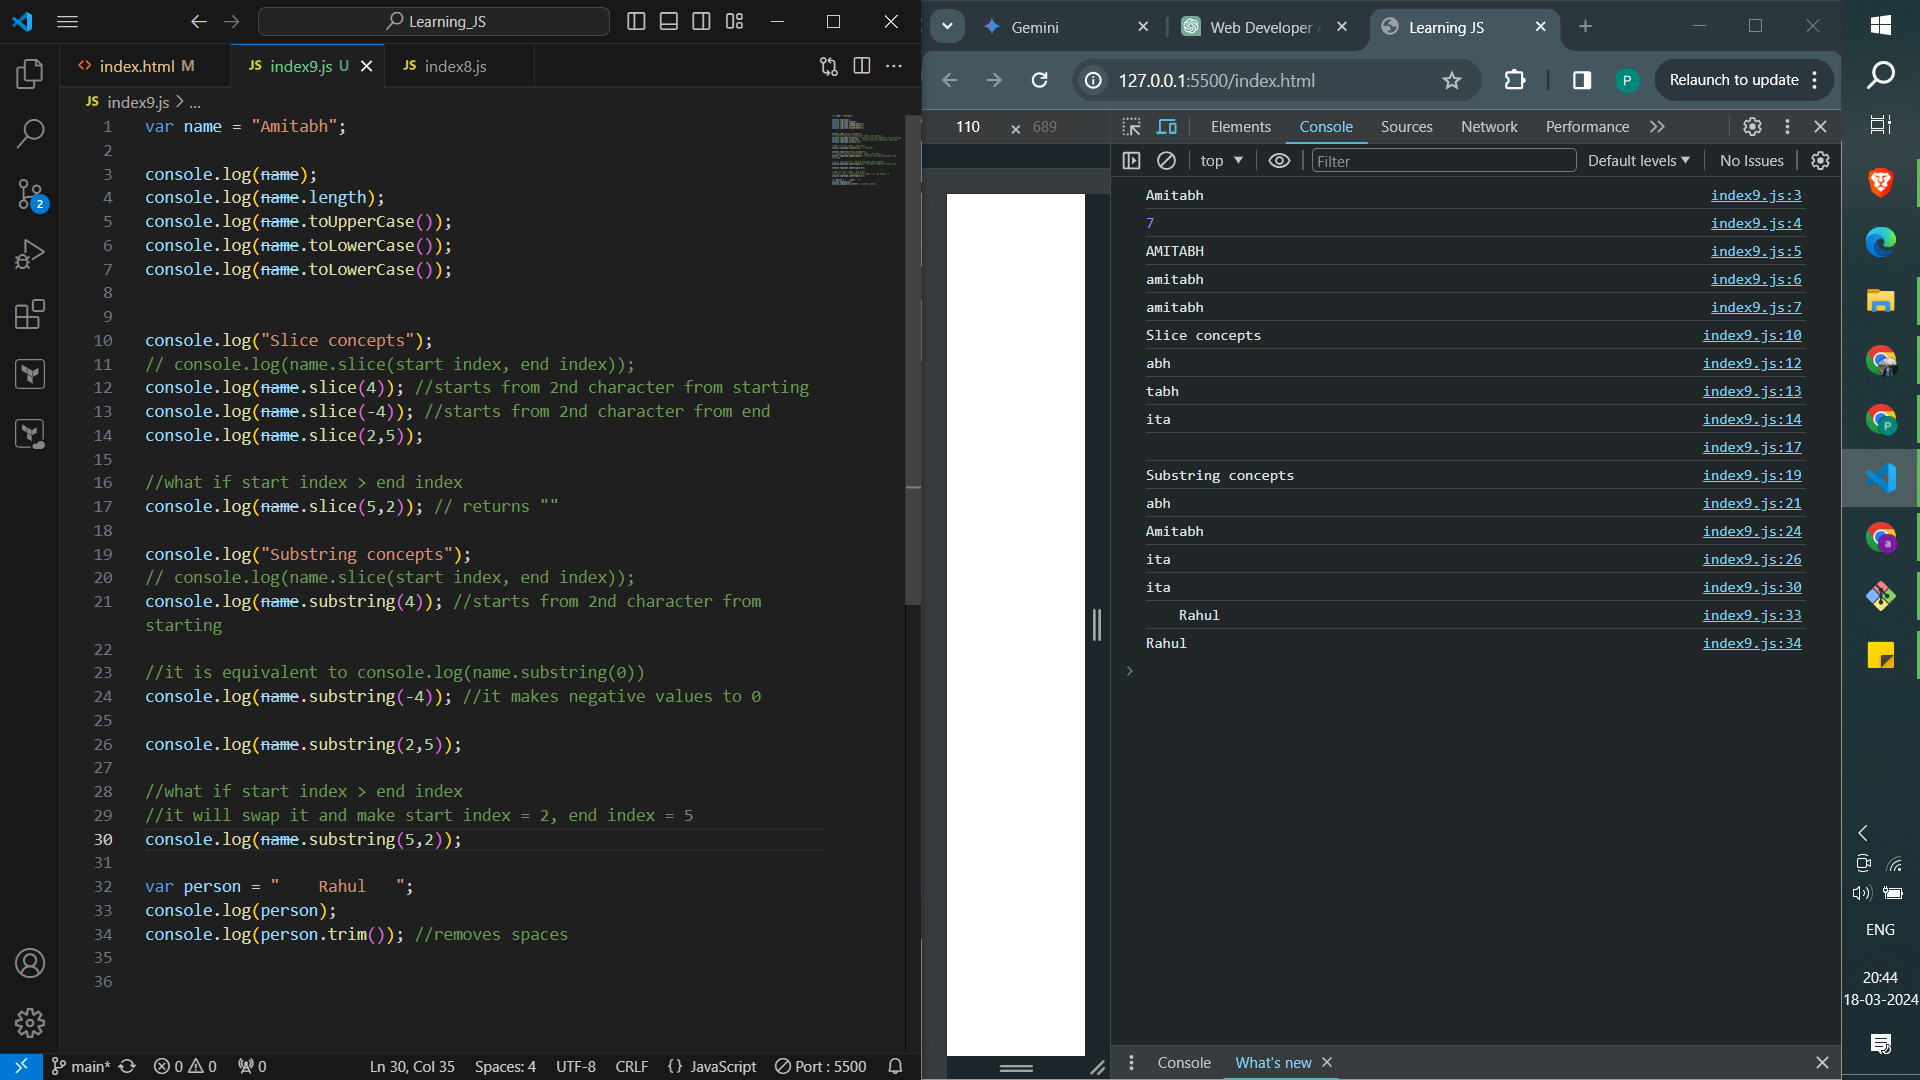 Learning_JS
index.html M
JS index9.js U
JS index8.js
JS index9.js > ...
1 var name = "Amitabh";
2
3 console.log(name);
4 console.log(name.length);
5 console.log(name.toUpperCase());
6 console.log(name.toLowerCase());
7 console.log(name.toLowerCase());
8
9
10 console.log("Slice concepts");
11 // console.log(name.slice(start index, end index));
12 console.log(name.slice(4)); //starts from 2nd character from starting
13 console.log(name.slice(-4)); //starts from 2nd character from end
14 console.log(name.slice(2,5));
15
16 //what if start index > end index
17 console.log(name.slice(5,2)); // returns ""
18
19 console.log("Substring concepts");
20 // console.log(name.slice(start index, end index));
21 console.log(name.substring(4)); //starts from 2nd character from
starting
22
23 //it is equivalent to console.log(name.substring(0))
24 console.log(name.substring(-4)); //it makes negative values to 0
25
26 console.log(name.substring(2,5));
27
28 //what if start index > end index
29 //it will swap it and make start index = 2, end index = 5
30 console.log(name.substring(5,2));
31
32 var person = "    Rahul   ";
33 console.log(person);
34 console.log(person.trim()); //removes spaces
35
36
2
main* 0 0 0 Ln 30, Col 35 Spaces: 4 UTF-8 CRLF {} JavaScript Port : 5500
Gemini
Web Developer
Learning JS
127.0.0.1:5500/index.html
P
Relaunch to update
110 × 689
Elements Console Sources Network Performance
top Filter Default levels No Issues
Amitabh index9.js:3
7 index9.js:4
AMITABH index9.js:5
amitabh index9.js:6
amitabh index9.js:7
Slice concepts index9.js:10
abh index9.js:12
tabh index9.js:13
ita index9.js:14
index9.js:17
Substring concepts index9.js:19
abh index9.js:21
Amitabh index9.js:24
ita index9.js:26
ita index9.js:30
    Rahul index9.js:33
Rahul index9.js:34
Console What's new
P
a
ENG
20:44
18-03-2024